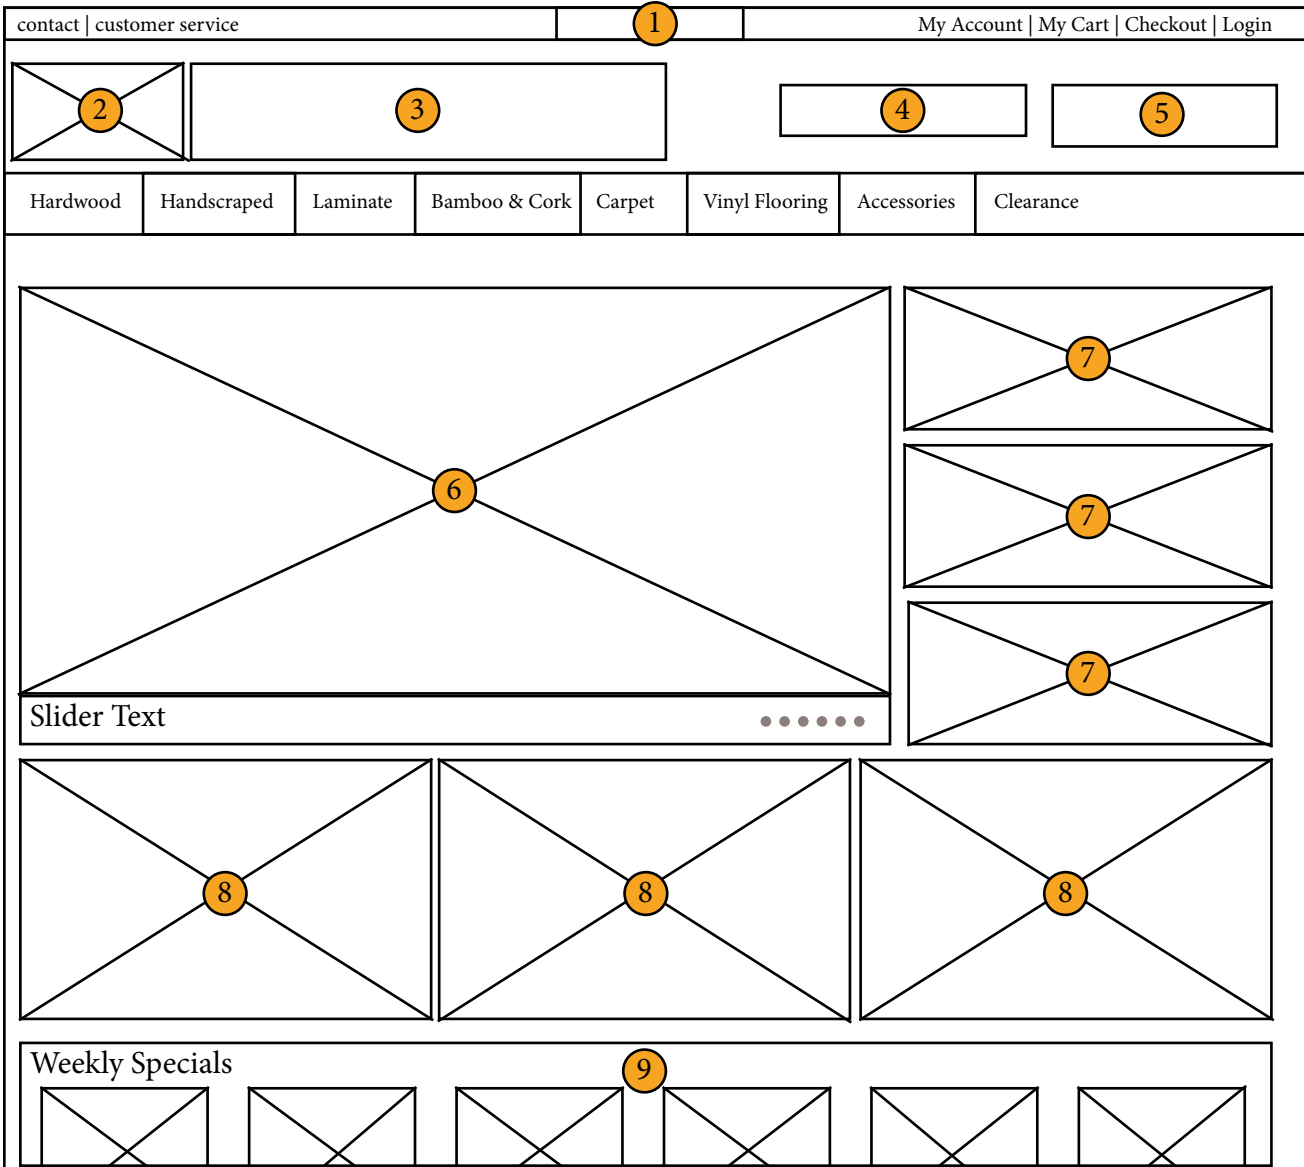 contact | customer service
1
My Account | My Cart | Checkout | Login
2
3
4
5
Hardwood
Handscraped
Laminate
Bamboo & Cork
Carpet
Vinyl Flooring
Accessories
Clearance
6
7
7
7
Slider Text
8
8
8
Weekly Specials
9